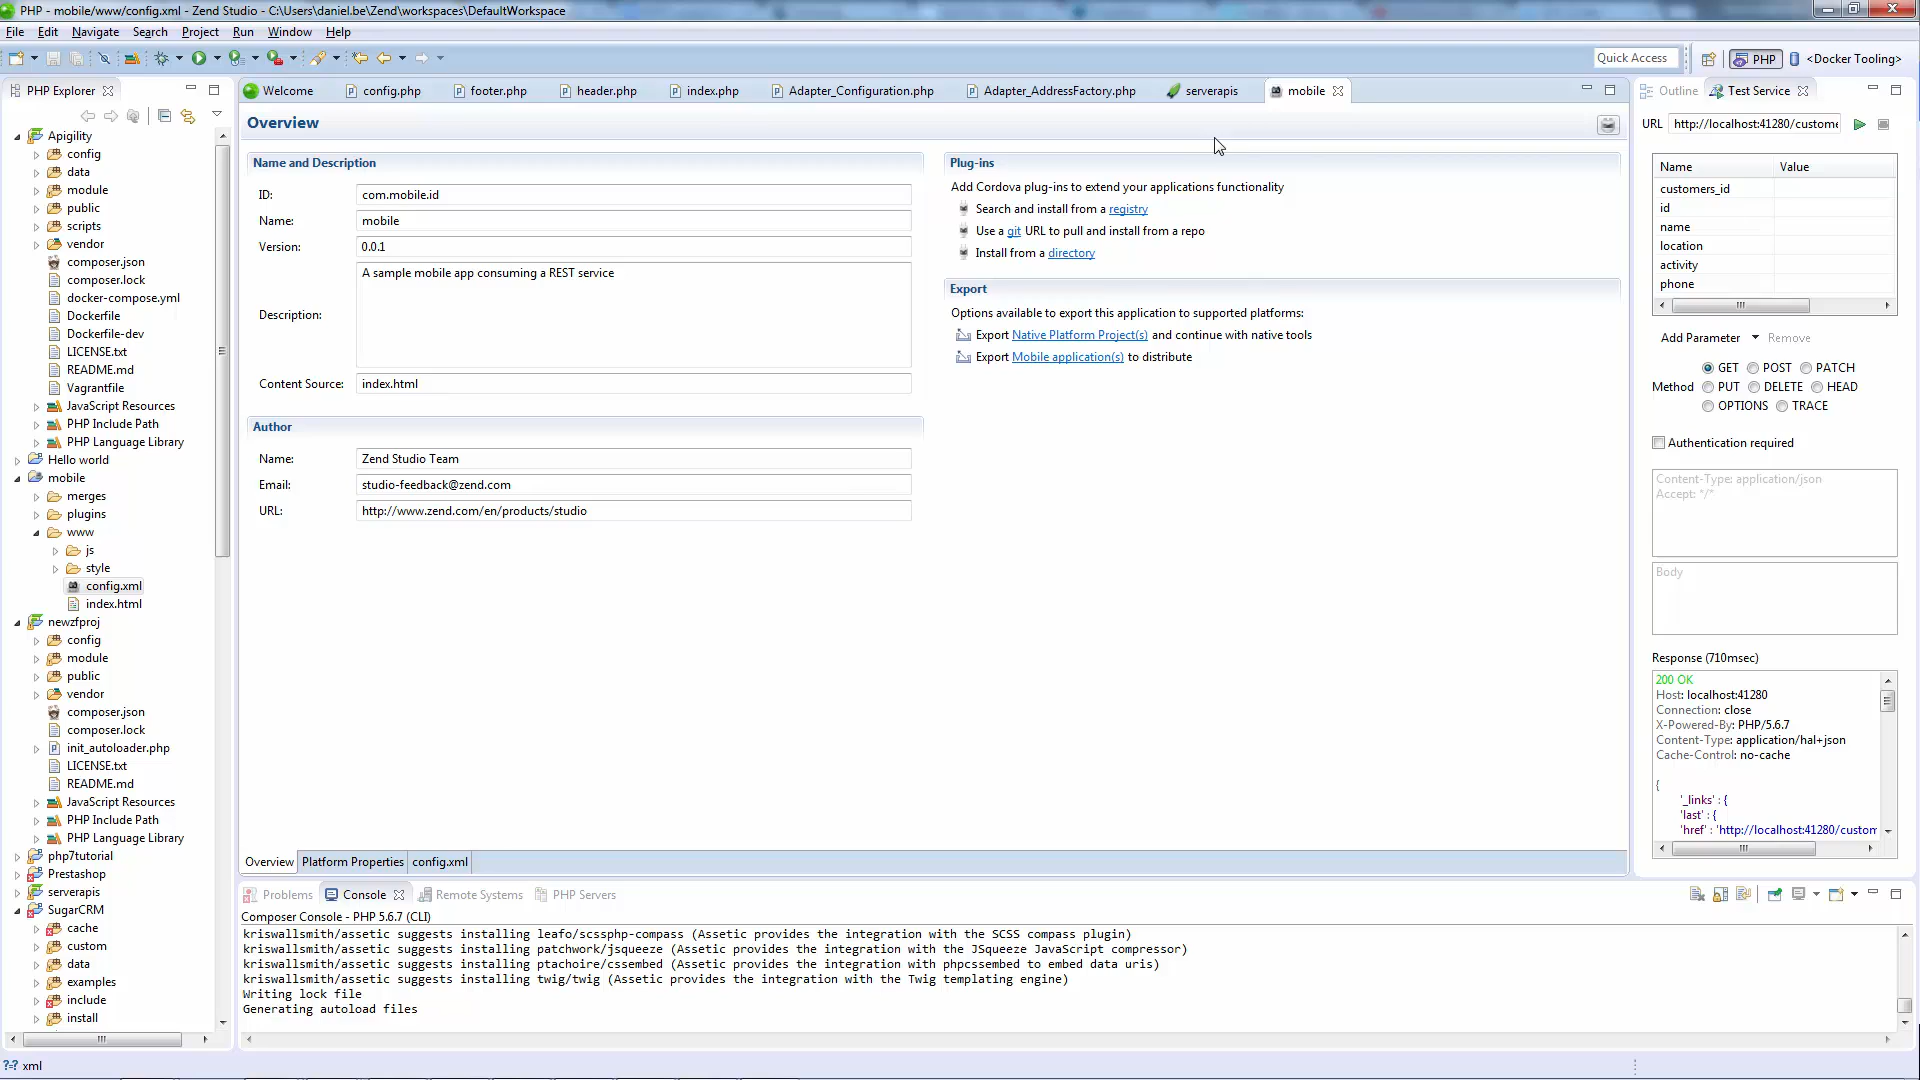 PHP - mobile/www/config.xml - Zend Studio - C:\Users\daniel.be\Zend\workspaces\DefaultWorkspace
File Edit Navigate Search Project Run Window Help
Quick Access PHP <Docker Tooling>
PHP Explorer
Apigility
config
data
module
public
scripts
vendor
composer.json
composer.lock
docker-compose.yml
Dockerfile
Dockerfile-dev
LICENSE.txt
README.md
Vagrantfile
JavaScript Resources
PHP Include Path
PHP Language Library
Hello world
mobile
merges
plugins
www
js
style
config.xml
index.html
newzfproj
config
module
public
vendor
composer.json
composer.lock
init_autoloader.php
LICENSE.txt
README.md
JavaScript Resources
PHP Include Path
PHP Language Library
php7tutorial
Prestashop
serverapis
SugarCRM
cache
custom
data
examples
include
install
Welcome config.php footer.php header.php index.php Adapter_Configuration.php Adapter_AddressFactory.php serverapis mobile
Overview
Name and Description
ID: com.mobile.id
Name: mobile
Version: 0.0.1
Description: A sample mobile app consuming a REST service
Content Source: index.html
Author
Name: Zend Studio Team
Email: studio-feedback@zend.com
URL: http://www.zend.com/en/products/studio
Plug-ins
Add Cordova plug-ins to extend your applications functionality
Search and install from a registry
Use a git URL to pull and install from a repo
Install from a directory
Export
Options available to export this application to supported platforms:
Export Native Platform Project(s) and continue with native tools
Export Mobile application(s) to distribute
Overview Platform Properties config.xml
Outline Test Service
URL http://localhost:41280/custome
Name Value
customers_id
id
name
location
activity
phone
Add Parameter Remove
GET POST PATCH
Method PUT DELETE HEAD
OPTIONS TRACE
Authentication required
Content-Type: application/json
Accept: */*
Body
Response (710msec)
200 OK
Host: localhost:41280
Connection: close
X-Powered-By: PHP/5.6.7
Content-Type: application/hal+json
Cache-Control: no-cache
{
'_links' : {
'last' : {
'href' : 'http://localhost:41280/custom
Problems Console Remote Systems PHP Servers
Composer Console - PHP 5.6.7 (CLI)
kriswallsmith/assetic suggests installing leafo/scssphp-compass (Assetic provides the integration with the SCSS compass plugin)
kriswallsmith/assetic suggests installing patchwork/jsqueeze (Assetic provides the integration with the JSqueeze JavaScript compressor)
kriswallsmith/assetic suggests installing ptachoire/cssembed (Assetic provides the integration with phpcssembed to embed data uris)
kriswallsmith/assetic suggests installing twig/twig (Assetic provides the integration with the Twig templating engine)
Writing lock file
Generating autoload files
xml